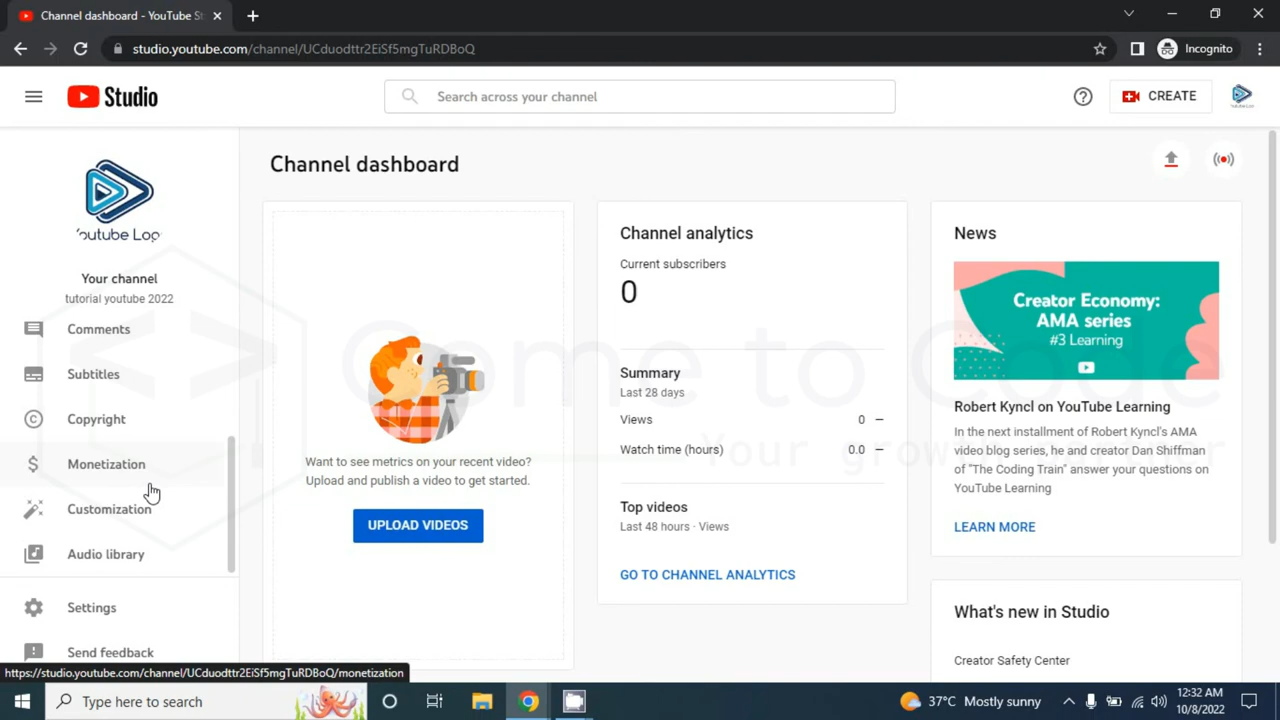 Channel dashboard - YouTube St
studio.youtube.com/channel/UCduodttr2EiSf5mgTuRDBoQ
Incognito
Studio
Search across your channel
CREATE
Youtube Log
Your channel
tutorial youtube 2022
Comments
Subtitles
Copyright
Monetization
Customization
Audio library
Settings
Send feedback
https://studio.youtube.com/channel/UCduodttr2EiSf5mgTuRDBoQ/monetization
Channel dashboard
Want to see metrics on your recent video?
Upload and publish a video to get started.
UPLOAD VIDEOS
Channel analytics
Current subscribers
0
Summary
Last 28 days
Views 0 —
Watch time (hours) 0.0 —
Top videos
Last 48 hours · Views
GO TO CHANNEL ANALYTICS
News
Creator Economy:
AMA series
#3 Learning
Robert Kyncl on YouTube Learning
In the next installment of Robert Kyncl's AMA
video blog series, he and creator Dan Shiffman
of "The Coding Train" answer your questions on
YouTube Learning
LEARN MORE
What's new in Studio
Creator Safety Center
Come to Code
Your growth partner
Type here to search
37°C Mostly sunny
12:32 AM
10/8/2022